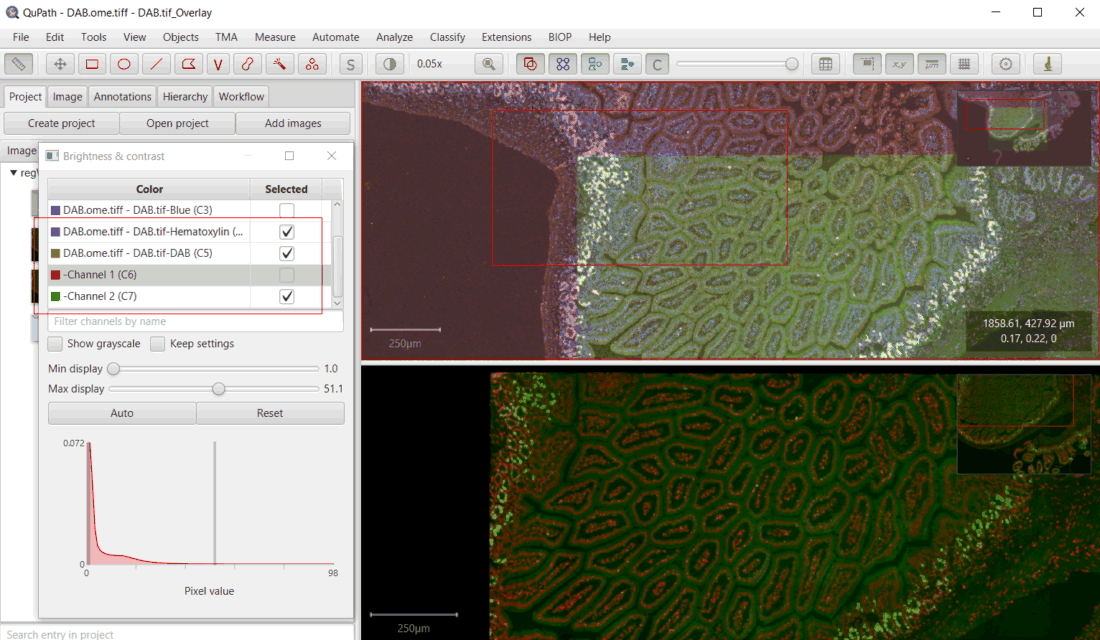 QuPath - DAB.ome.tiff - DAB.tif_Overlay
File Edit Tools View Objects TMA Measure Automate Analyze Classify Extensions BIOP Help
S 0.05x C x,y μm
Project Image Annotations Hierarchy Workflow
Create project Open project Add images
Image
Brightness & contrast
Color Selected
DAB.ome.tiff - DAB.tif-Blue (C3)
DAB.ome.tiff - DAB.tif-Hematoxylin (...
DAB.ome.tiff - DAB.tif-DAB (C5)
-Channel 1 (C6)
-Channel 2 (C7)
Filter channels by name
Show grayscale Keep settings
Min display 1.0
Max display 51.1
Auto Reset
0.072
0
0 98
Pixel value
Search entry in project
250μm
1858.61, 427.92 μm
0.17, 0.22, 0
250μm